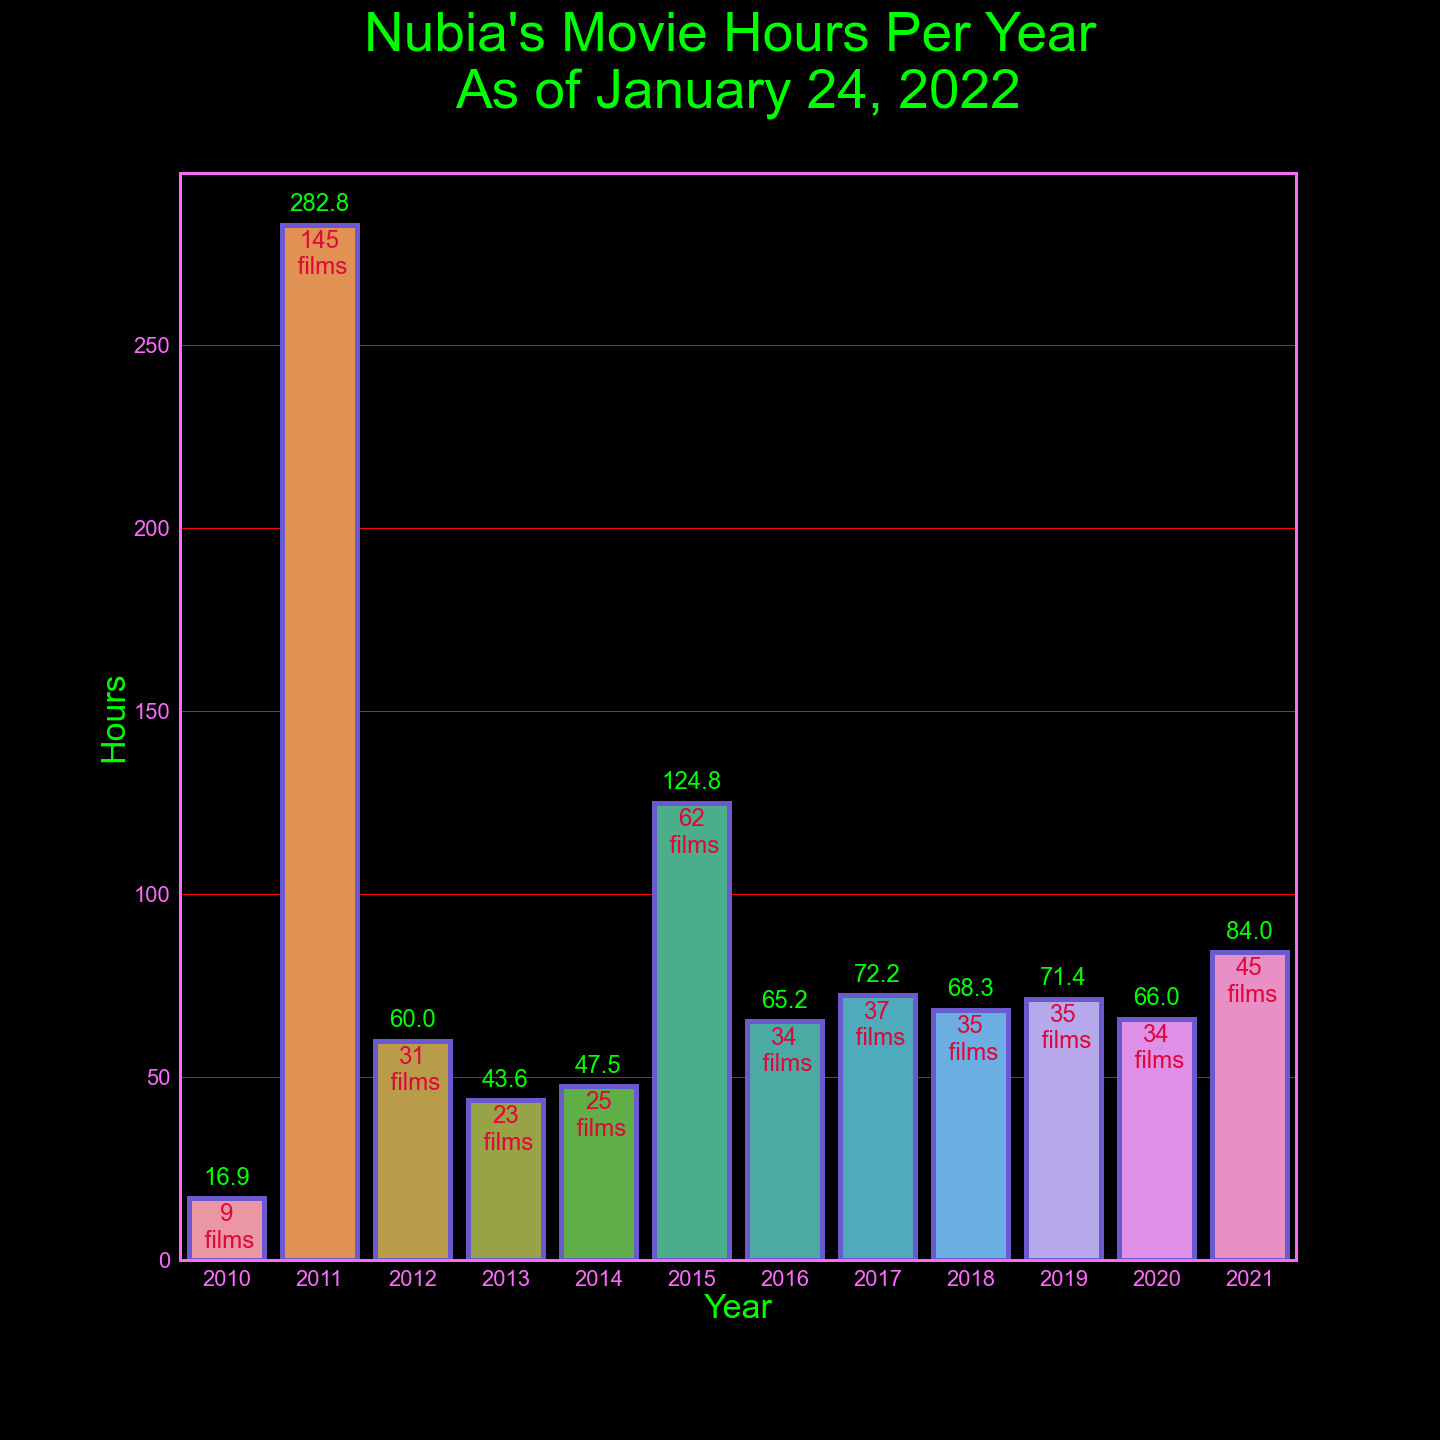 Nubia's Movie Hours Per Year
As of January 24, 2022
282.8
145
films
250
200
150
Hours
124.8
62
films
100
84.0
45
films
72.2
37
films
71.4
35
films
68.3
35
films
66.0
34
films
65.2
34
films
60.0
31
films
50
47.5
25
films
43.6
23
films
16.9
9
films
0
2010 2011 2012 2013 2014 2015 2016 2017 2018 2019 2020 2021
Year